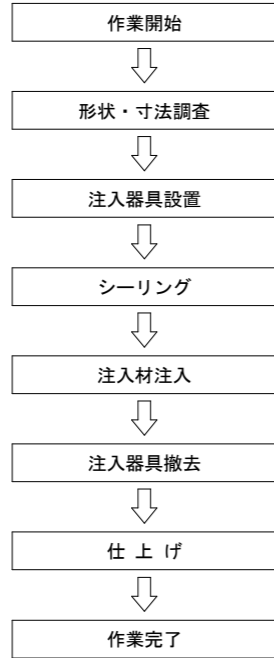 作業開始
形状・寸法調査
注入器具設置
シーリング
注入材注入
注入器具撤去
仕 上 げ
作業完了